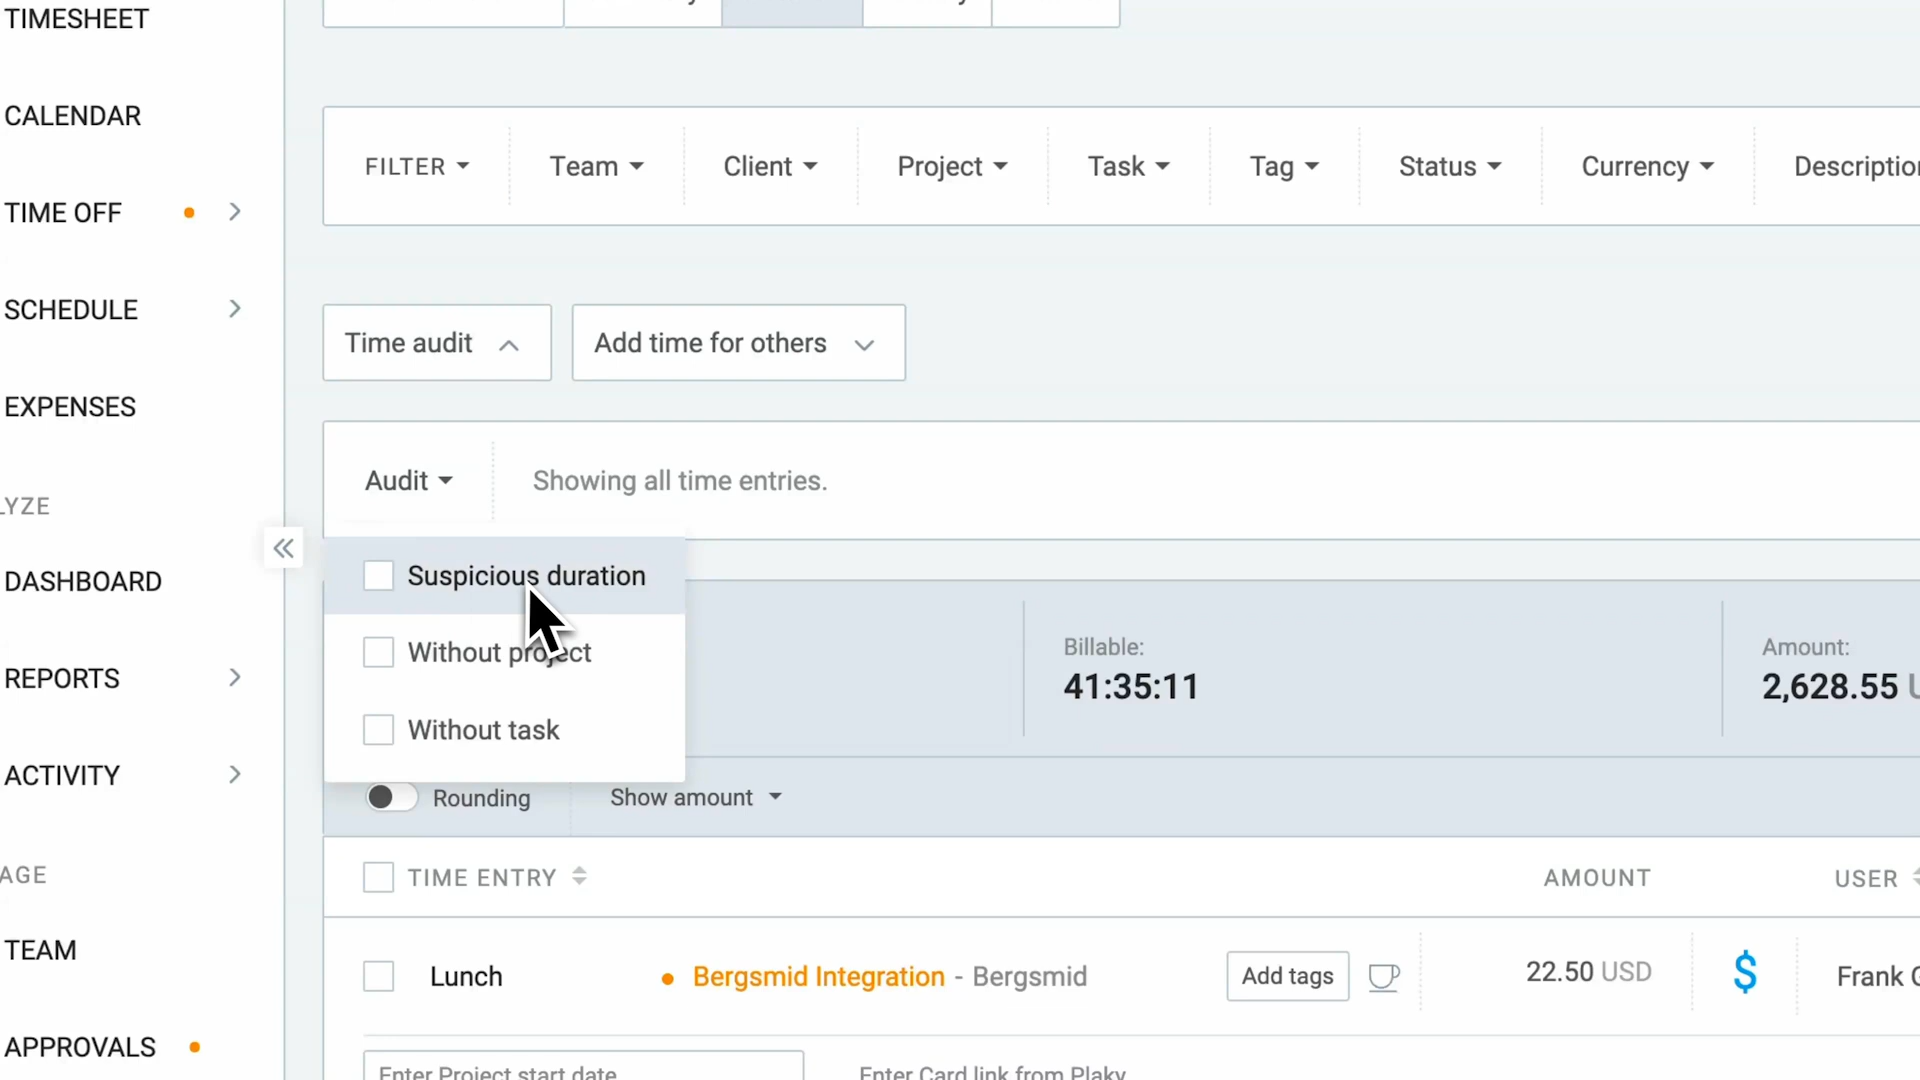 TIMESHEET
CALENDAR
TIME OFF
SCHEDULE
EXPENSES
LYZE
DASHBOARD
REPORTS
ACTIVITY
AGE
TEAM
APPROVALS
FILTER Team Client Project Task Tag Status Currency Descriptio
Time audit Add time for others
Audit Showing all time entries.
Suspicious duration
Without project
Without task
Billable:
41:35:11
Amount:
2,628.55 U
Rounding Show amount
TIME ENTRY AMOUNT USER
Lunch Bergsmid Integration - Bergsmid Add tags 22.50 USD $ Frank G
Enter Project start date Enter Card link from Plaky